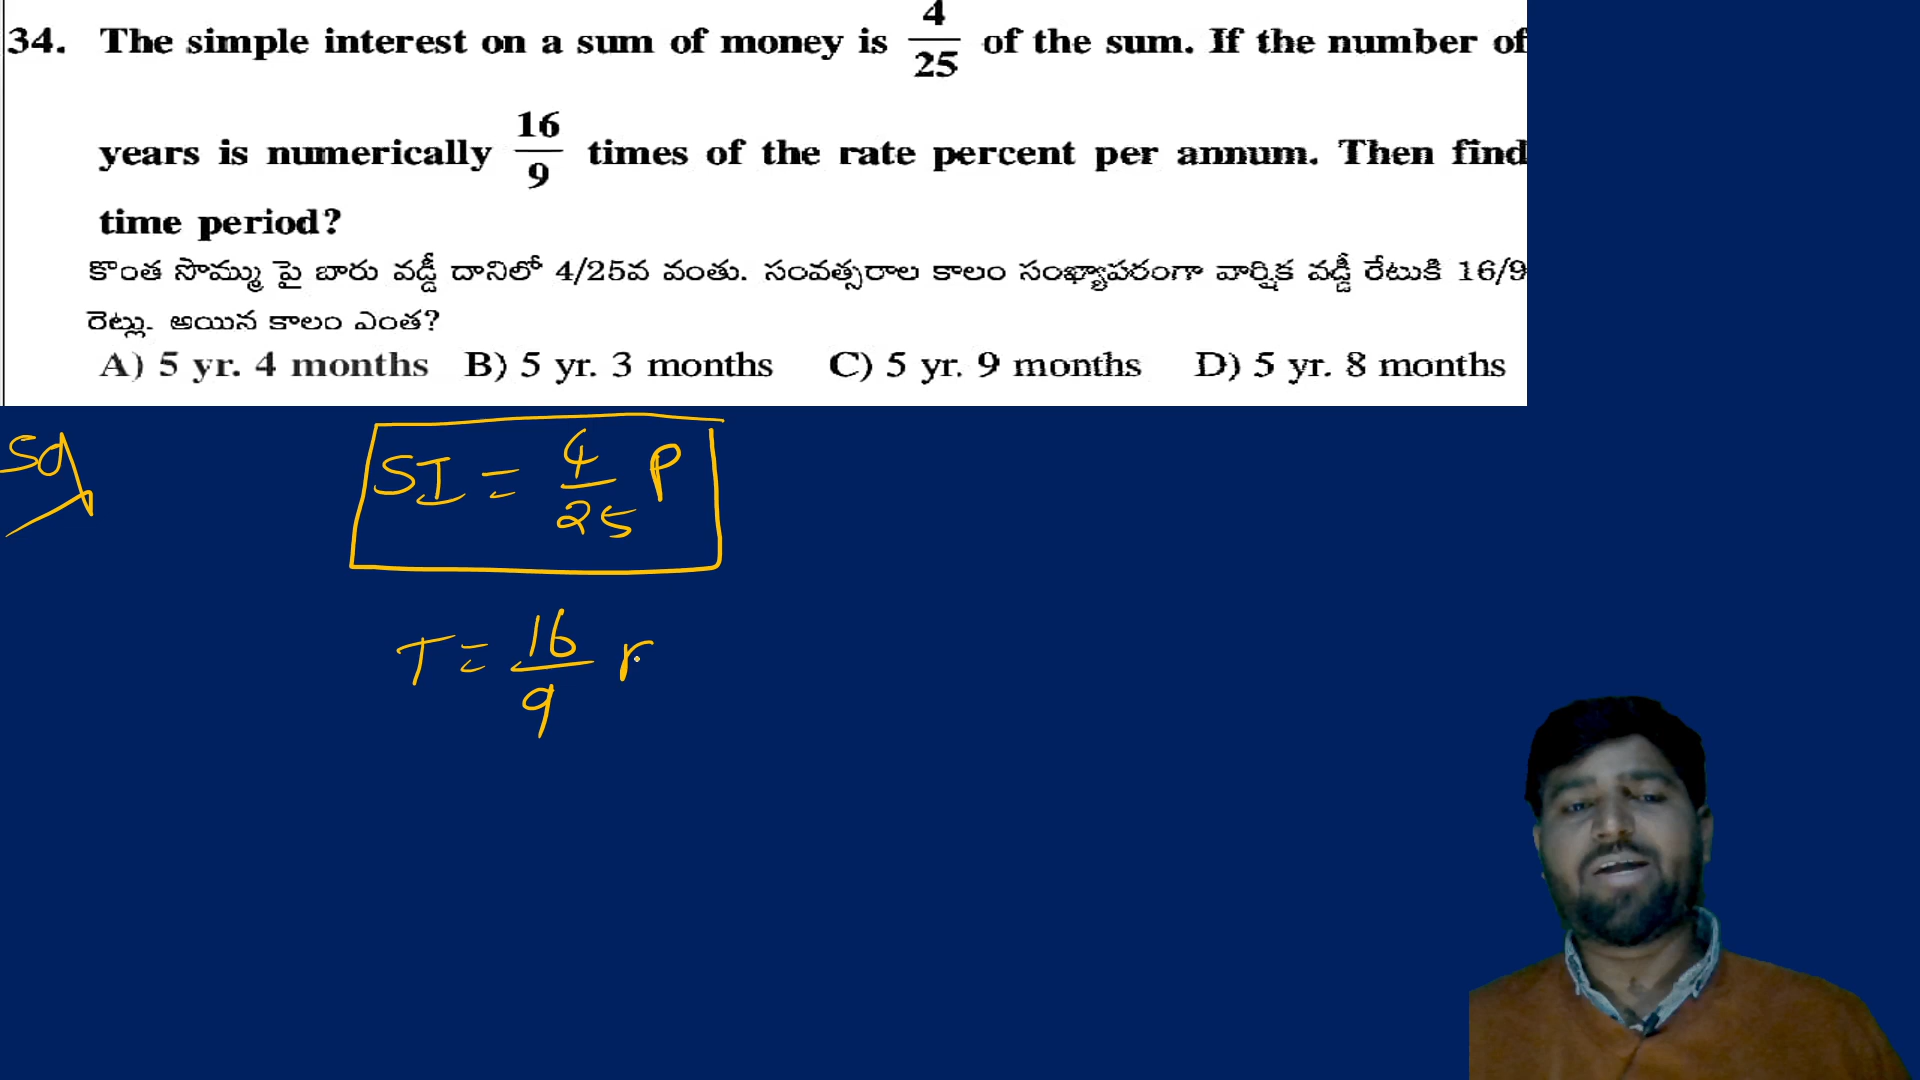 34. The simple interest on a sum of money is 4/25 of the sum. If the number of
years is numerically 16/9 times of the rate percent per annum. Then find
time period?
కొంత సొమ్ము పై బారు వడ్డీ దానిలో 4/25వ వంతు. సంవత్సరాల కాలం సంఖ్యాపరంగా వార్షిక వడ్డీ రేటుకి 16/9
రెట్లు. అయిన కాలం ఎంత?
A) 5 yr. 4 months B) 5 yr. 3 months C) 5 yr. 9 months D) 5 yr. 8 months
SI = 4/25 P
T = 16/9 r